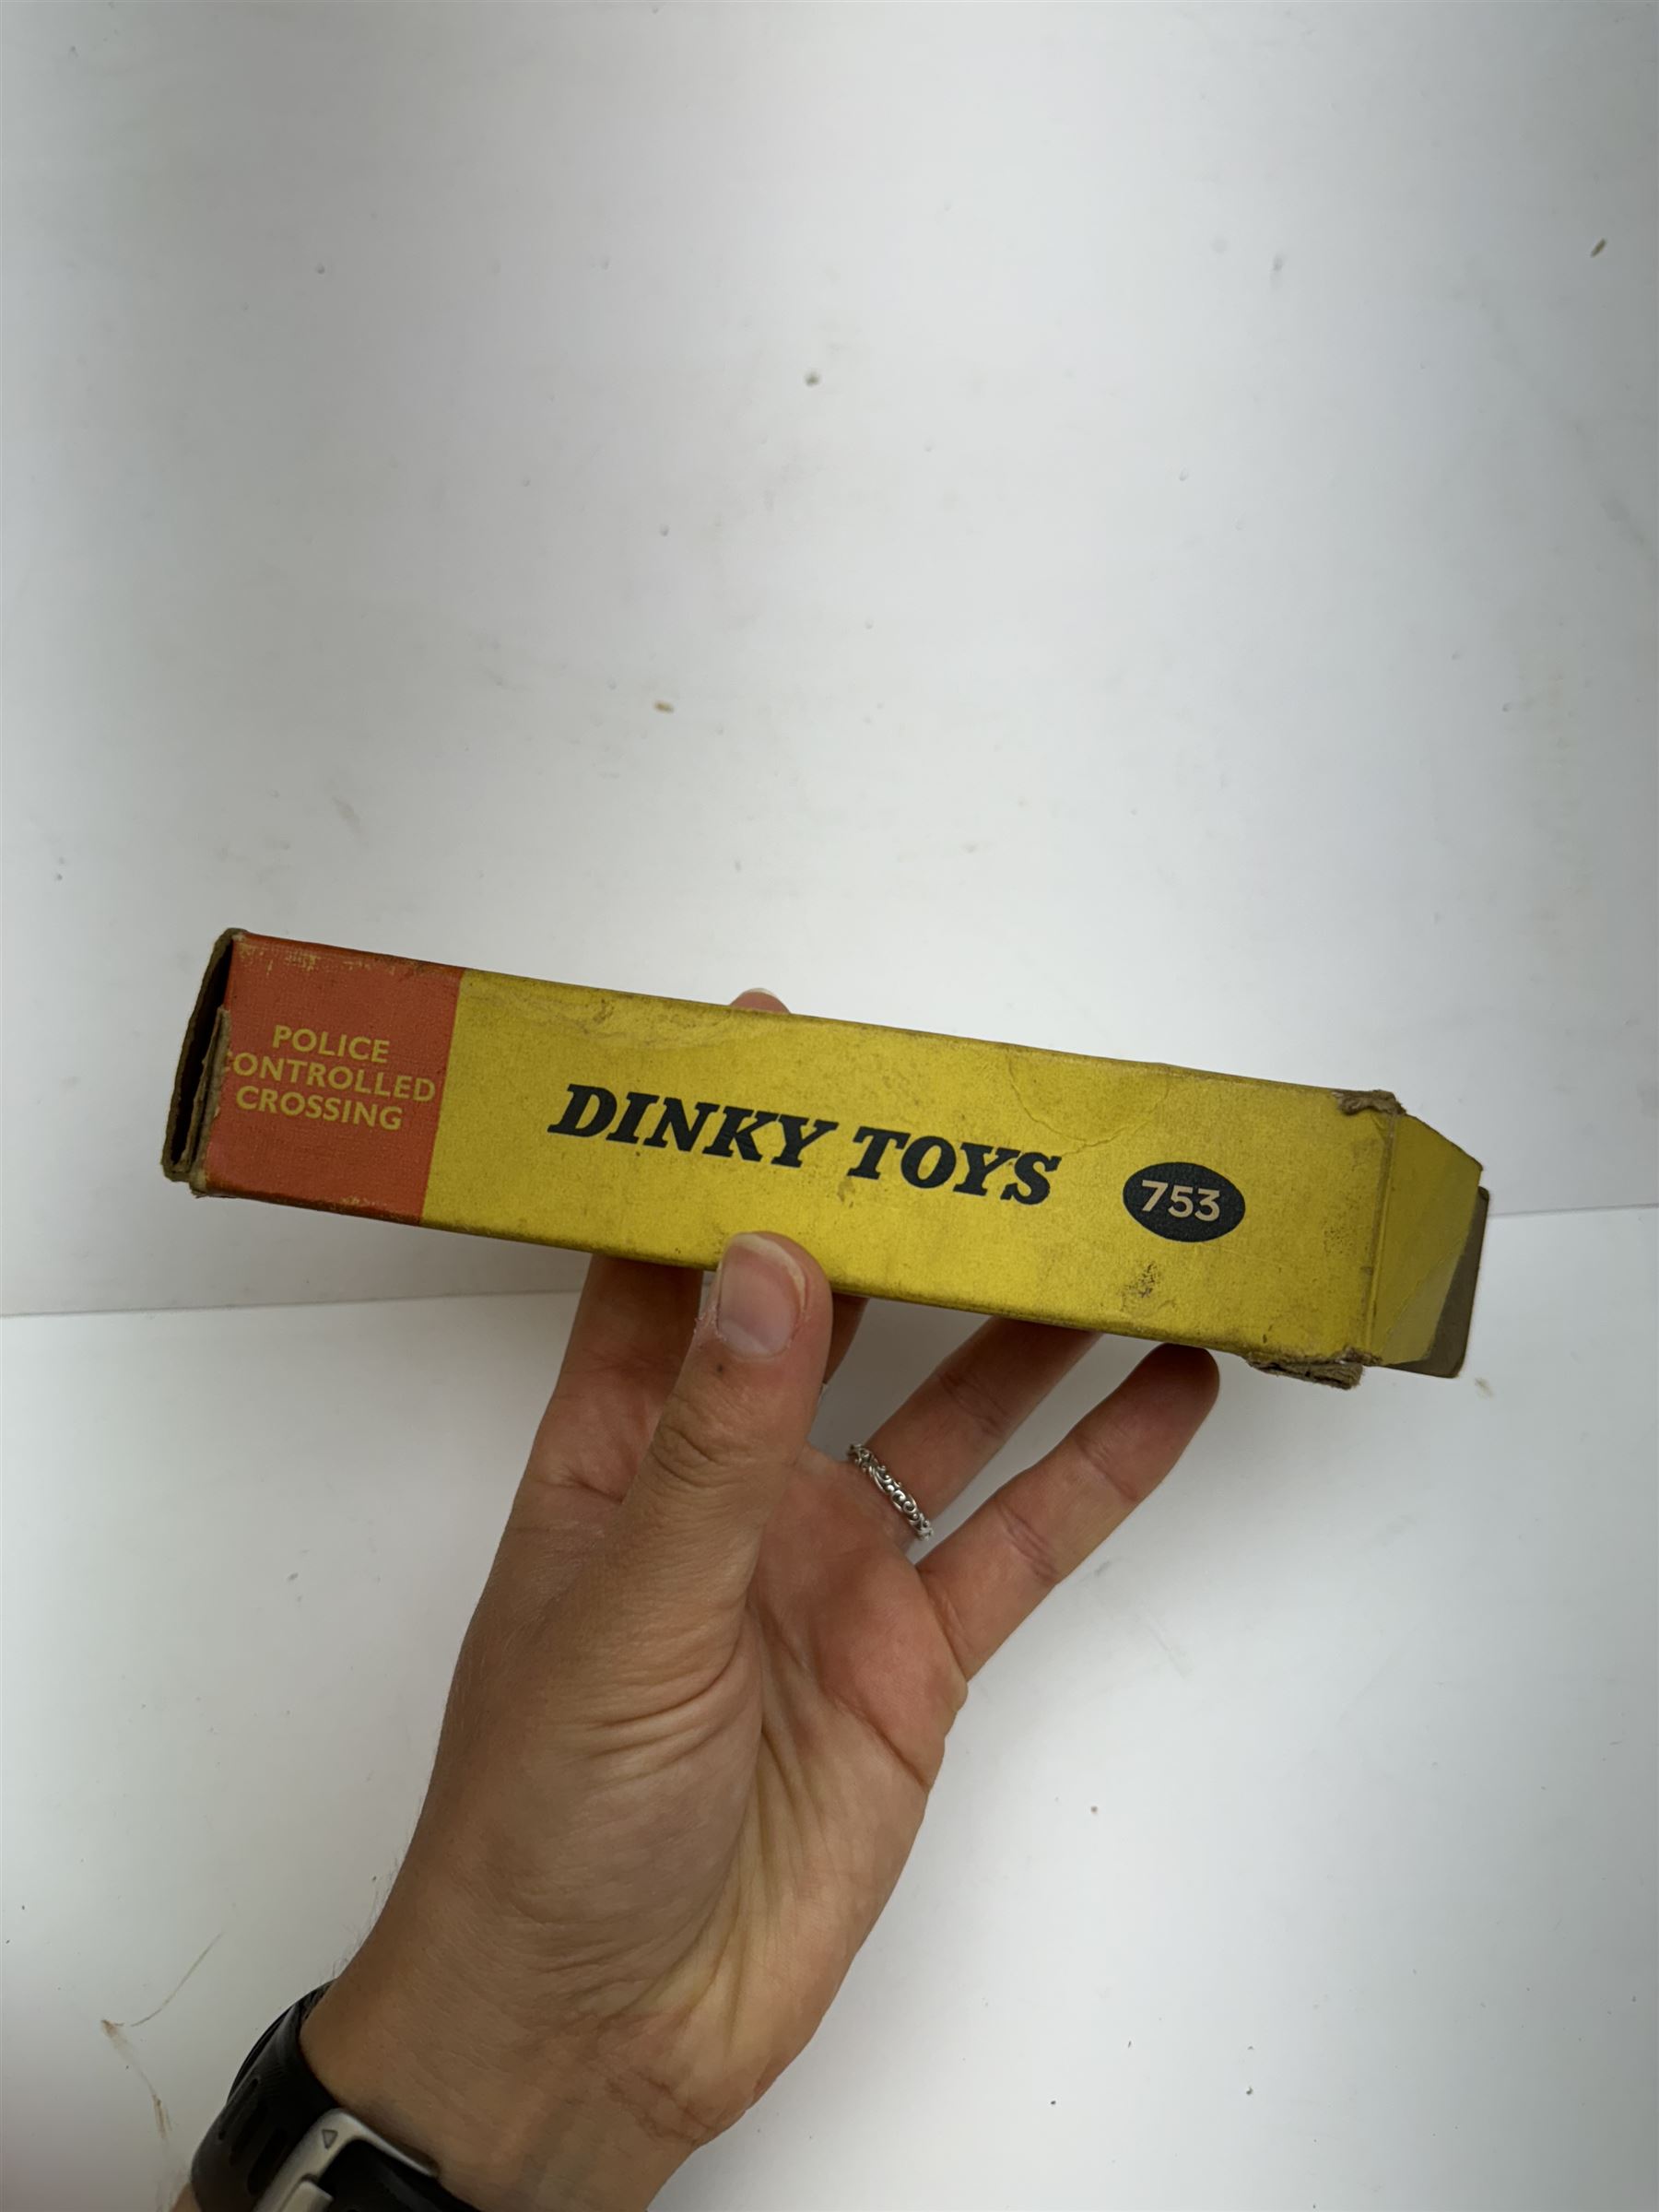 POLICE
CONTROLLED
CROSSING
DINKY TOYS
753